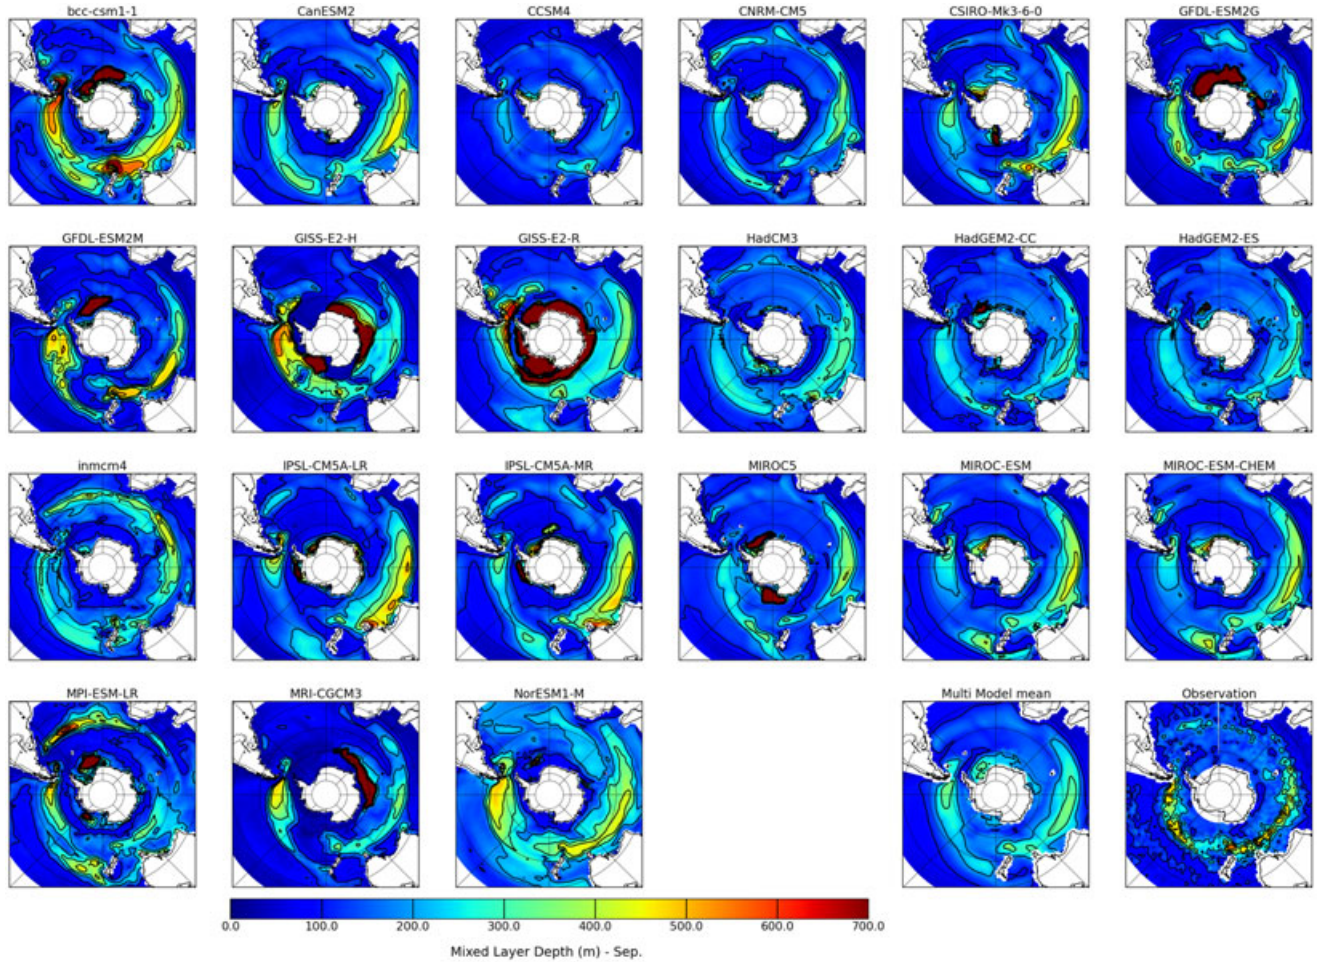 bcc-csm1-1 CanESM2 CCSM4 CNRM-CM5 CSIRO-Mk3-6-0 GFDL-ESM2G
GFDL-ESM2M GISS-E2-H GISS-E2-R HadCM3 HadGEM2-CC HadGEM2-ES
inmcm4 IPSL-CM5A-LR IPSL-CM5A-MR MIROC5 MIROC-ESM MIROC-ESM-CHEM
MPI-ESM-LR MRI-CGCM3 NorESM1-M Multi Model mean Observation
0.0 100.0 200.0 300.0 400.0 500.0 600.0 700.0
Mixed Layer Depth (m) - Sep.